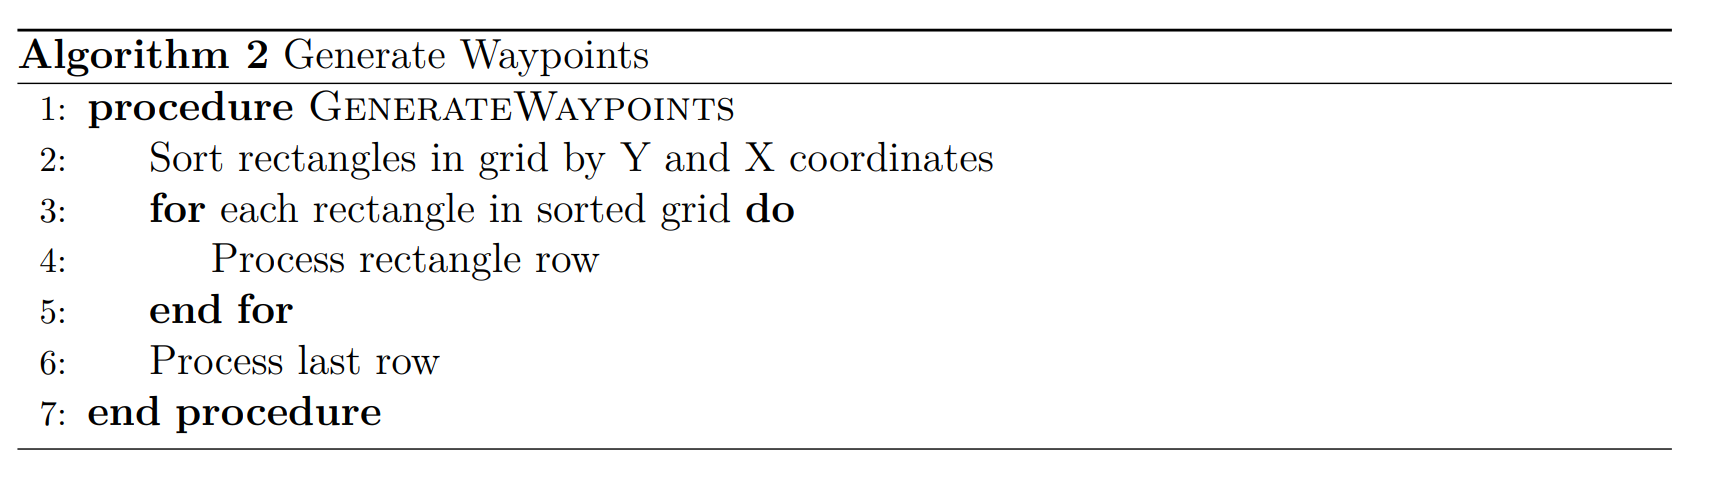 Algorithm 2 Generate Waypoints
1: procedure GenerateWaypoints
2: Sort rectangles in grid by Y and X coordinates
3: for each rectangle in sorted grid do
4: Process rectangle row
5: end for
6: Process last row
7: end procedure